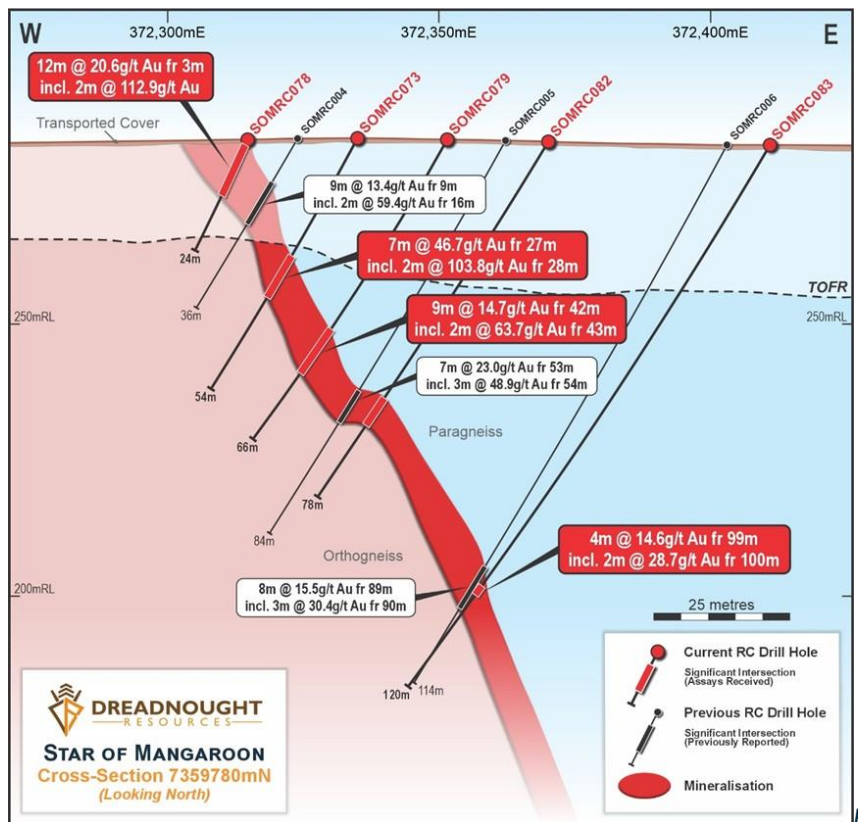 372,300mE
372,350mE
372,400mE
W
E
12m @ 20.6g/t Au fr 3m
incl. 2m @ 112.9g/t Au
SOMRC078
SOMRC004
SOMRC073
SOMRC079
SOMRC005
SOMRC082
SOMRC006
SOMRC083
Transported Cover
9m @ 13.4g/t Au fr 9m
incl. 2m @ 59.4g/t Au fr 16m
24m
7m @ 46.7g/t Au fr 27m
incl. 2m @ 103.8g/t Au fr 28m
TOFR
36m
250mRL
250mRL
9m @ 14.7g/t Au fr 42m
incl. 2m @ 63.7g/t Au fr 43m
7m @ 23.0g/t Au fr 53m
incl. 3m @ 48.9g/t Au fr 54m
54m
66m
Paragneiss
78m
84m
Orthogneiss
4m @ 14.6g/t Au fr 99m
incl. 2m @ 28.7g/t Au fr 100m
200mRL
8m @ 15.5g/t Au fr 89m
incl. 3m @ 30.4g/t Au fr 90m
25 metres
120m
114m
Current RC Drill Hole
Significant Intersection
(Assays Received)
Previous RC Drill Hole
Significant Intersection
(Previously Reported)
Mineralisation
DREADNOUGHT
RESOURCES
STAR OF MANGAROON
Cross-Section 7359780mN
(Looking North)